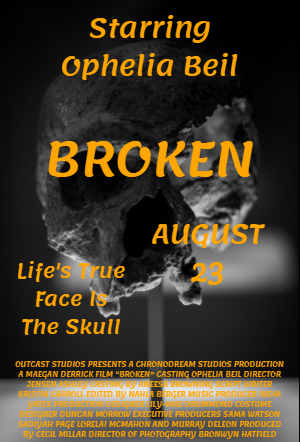 Starring
Ophelia Beil
BROKEN
AUGUST
23
Life's True
Face Is
The Skull
OUTCAST STUDIOS PRESENTS A CHRONODREAM STUDIOS PRODUCTION
A MAEGAN DERRICK FILM "BROKEN" CASTING OPHELIA BEIL DIRECTOR
JENSEN ASHLEY CASTING BY REESE BROWNING SCRIPT WRITER
CARROLL EDITED BY NAHLA BERGER MUSIC PRODUCER
COSTUME
DESIGNER DUNCAN MORROW EXECUTIVE PRODUCERS SAMA WATSON
SADIYAH PAGE LORELAI MCMAHON AND MURRAY DELEON PRODUCED
BY CECIL MILLAR DIRECTOR OF PHOTOGRAPHY BRONWYN HATFIELD